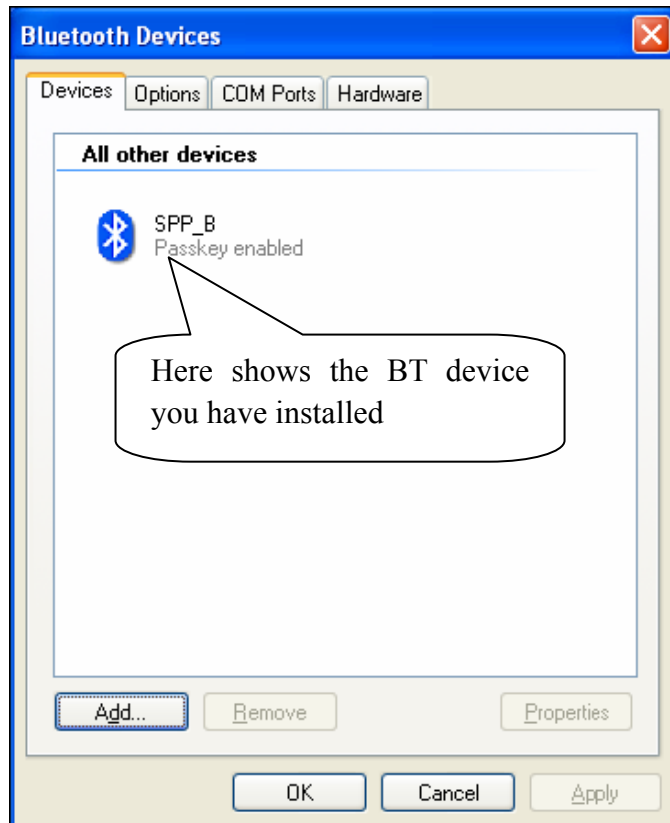 Bluetooth Devices
Devices Options COM Ports Hardware
All other devices
SPP_B
Passkey enabled
Here shows the BT device
you have installed
Add... Remove Properties
OK Cancel Apply